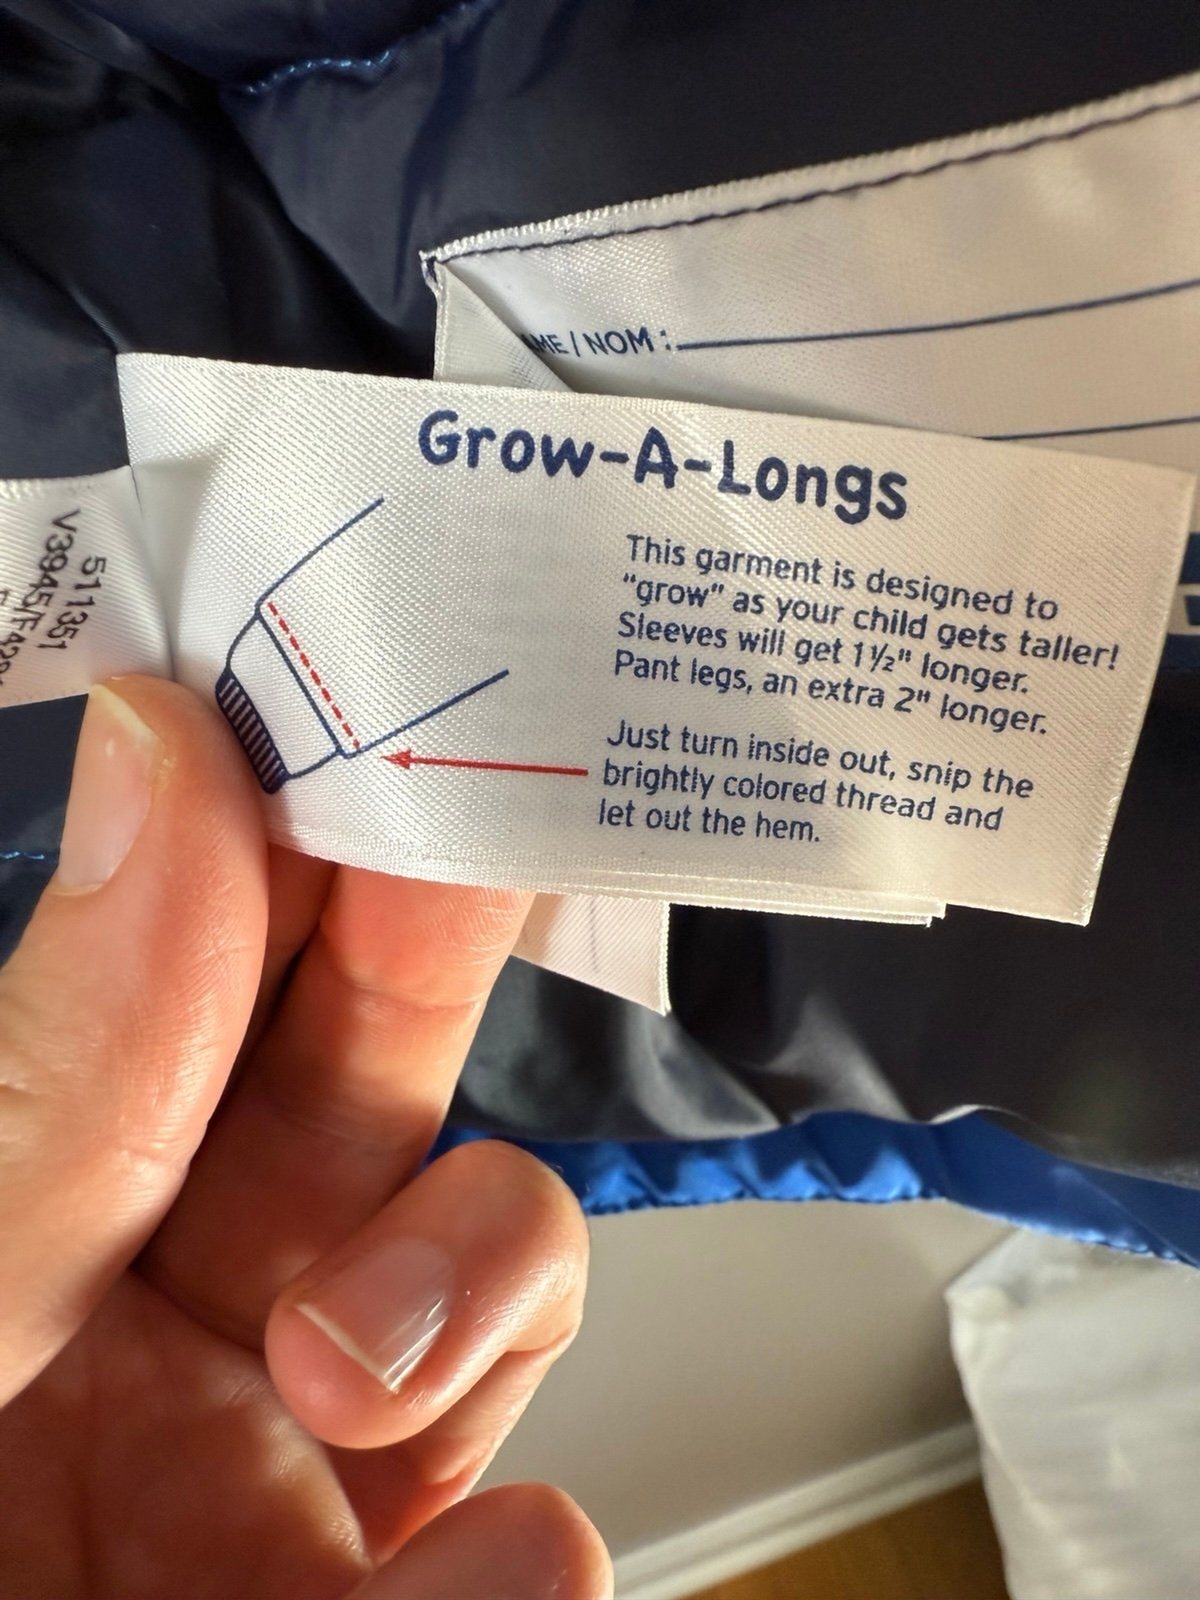 / NOM :
Grow-A-Longs
This garment is designed to
"grow" as your child gets taller!
Sleeves will get 1½" longer.
Pant legs, an extra 2" longer.
Just turn inside out, snip the
brightly colored thread and
let out the hem.
511351